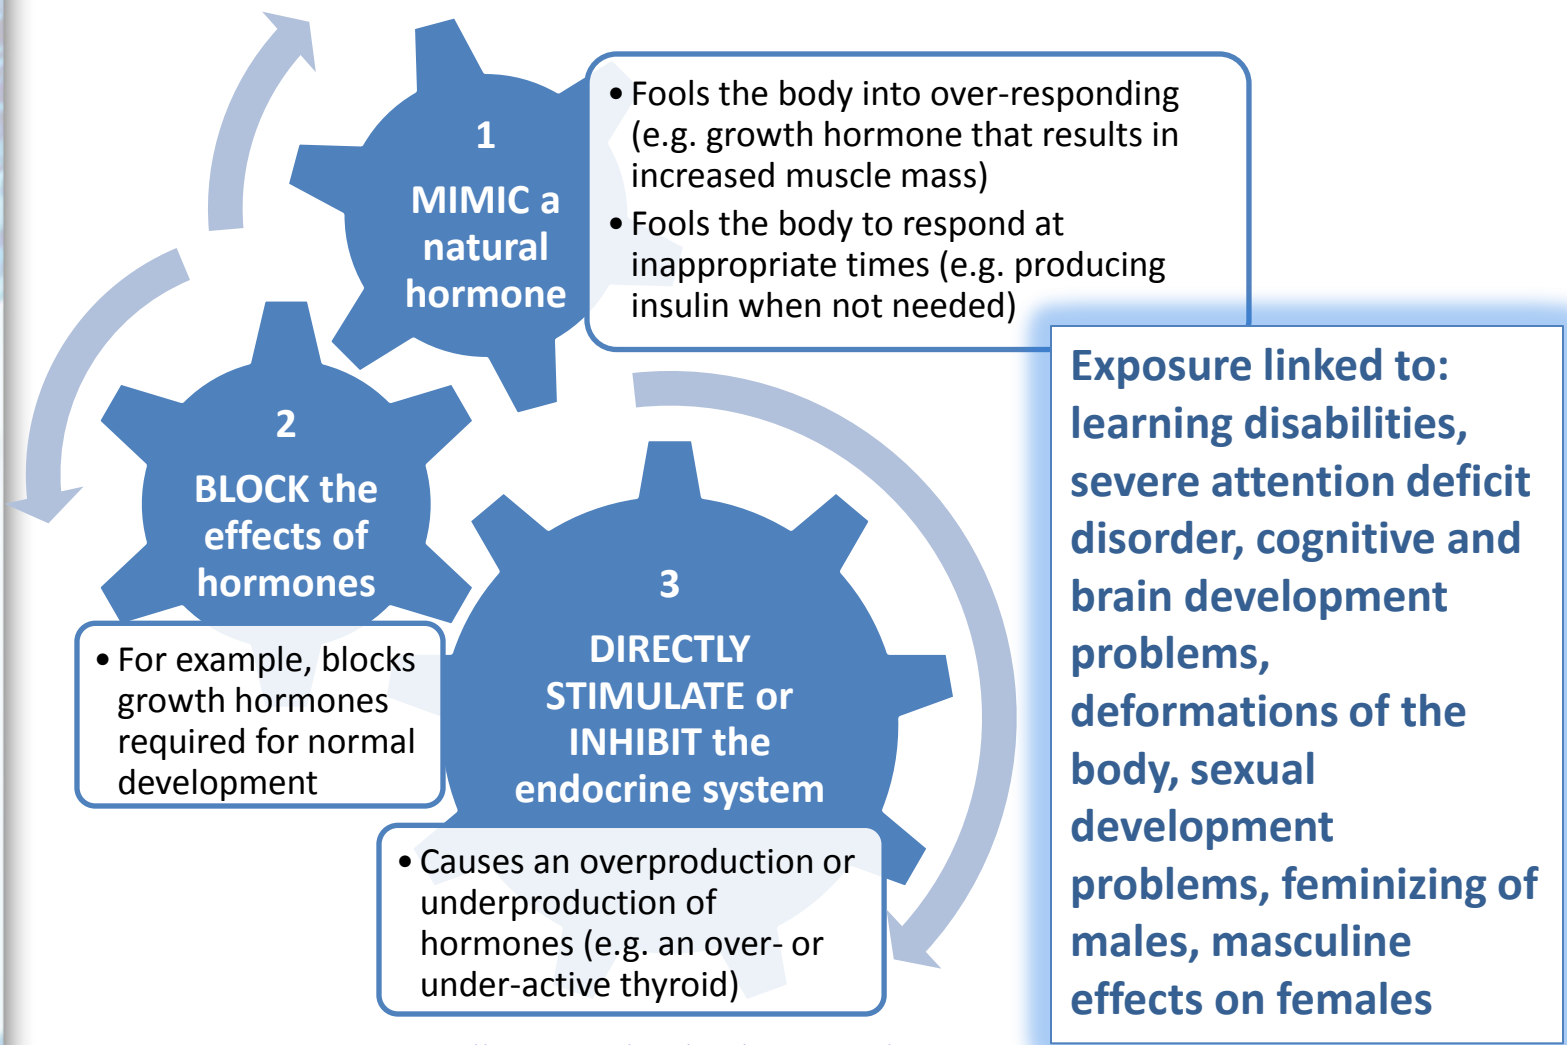 1
MIMIC a
natural
hormone
• Fools the body into over-responding
(e.g. growth hormone that results in
increased muscle mass)
• Fools the body to respond at
inappropriate times (e.g. producing
insulin when not needed)
2
BLOCK the
effects of
hormones
• For example, blocks
growth hormones
required for normal
development
3
DIRECTLY
STIMULATE or
INHIBIT the
endocrine system
• Causes an overproduction or
underproduction of
hormones (e.g. an over- or
under-active thyroid)
Exposure linked to:
learning disabilities,
severe attention deficit
disorder, cognitive and
brain development
problems,
deformations of the
body, sexual
development
problems, feminizing of
males, masculine
effects on females